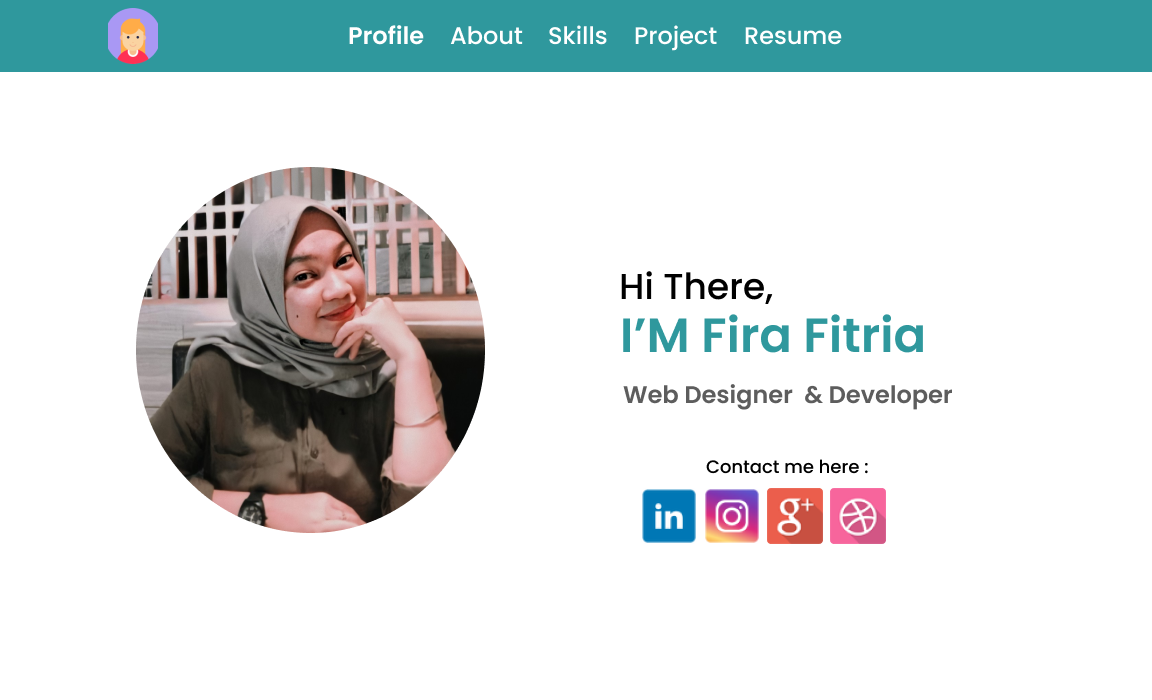 Profile About Skills Project Resume
Hi There,
I’M Fira Fitria
Web Designer & Developer
Contact me here :
in g+